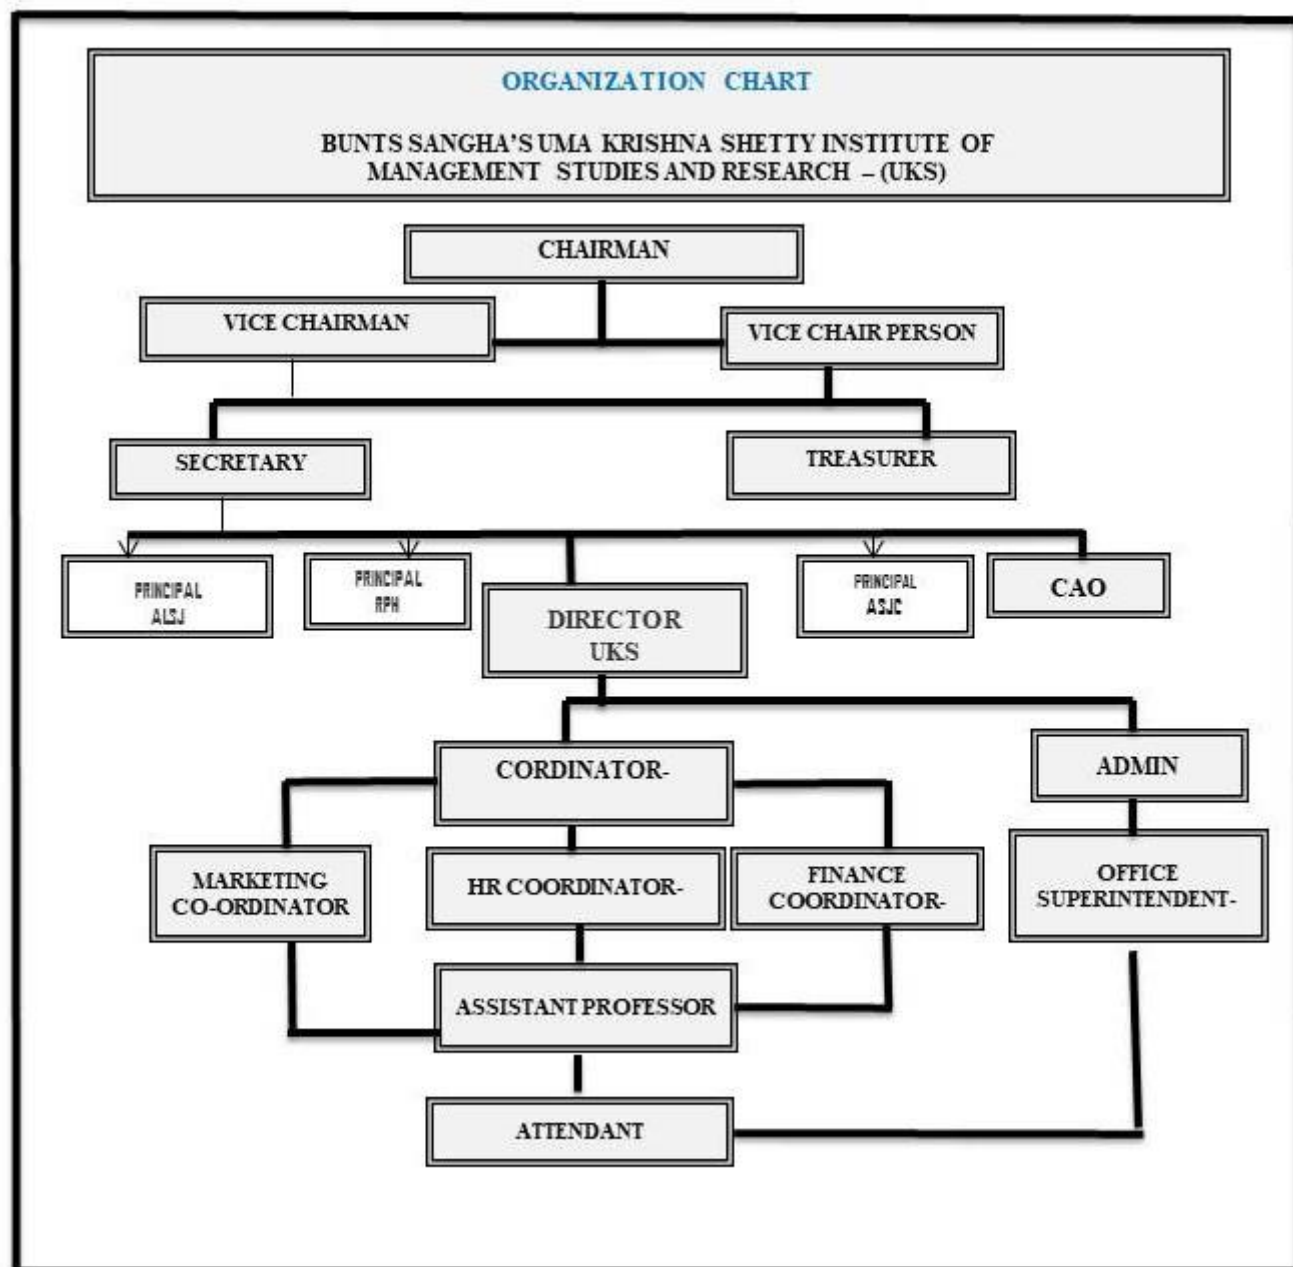 ORGANIZATION CHART
BUNTS SANGHA'S UMA KRISHNA SHETTY INSTITUTE OF
MANAGEMENT STUDIES AND RESEARCH – (UKS)
CHAIRMAN
VICE CHAIRMAN
VICE CHAIR PERSON
SECRETARY
TREASURER
PRINCIPAL
ALSJ
PRINCIPAL
RPH
DIRECTOR
UKS
PRINCIPAL
ASJC
CAO
CORDINATOR-
ADMIN
MARKETING
CO-ORDINATOR
HR COORDINATOR-
FINANCE
COORDINATOR-
OFFICE
SUPERINTENDENT-
ASSISTANT PROFESSOR
ATTENDANT